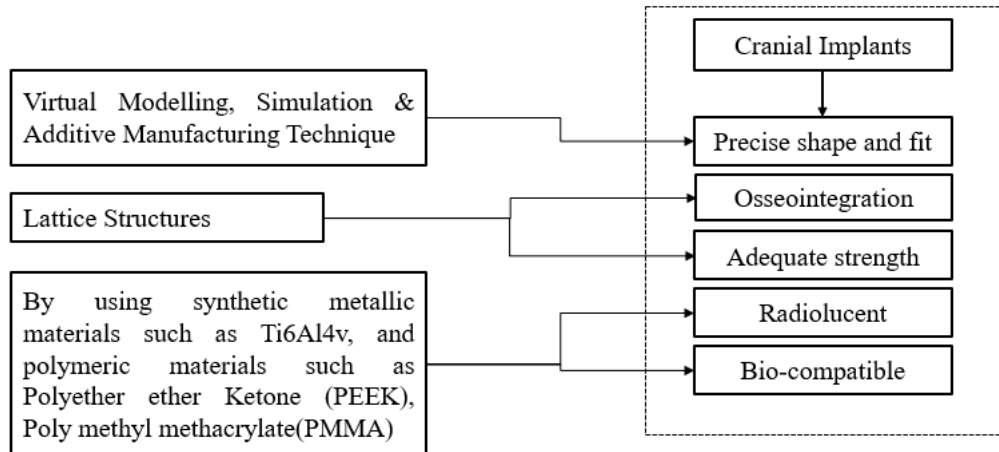 Cranial Implants
Virtual Modelling, Simulation &
Additive Manufacturing Technique
Precise shape and fit
Lattice Structures
Osseointegration
Adequate strength
By using synthetic metallic
materials such as Ti6Al4v, and
polymeric materials such as
Polyether ether Ketone (PEEK),
Poly methyl methacrylate(PMMA)
Radiolucent
Bio-compatible